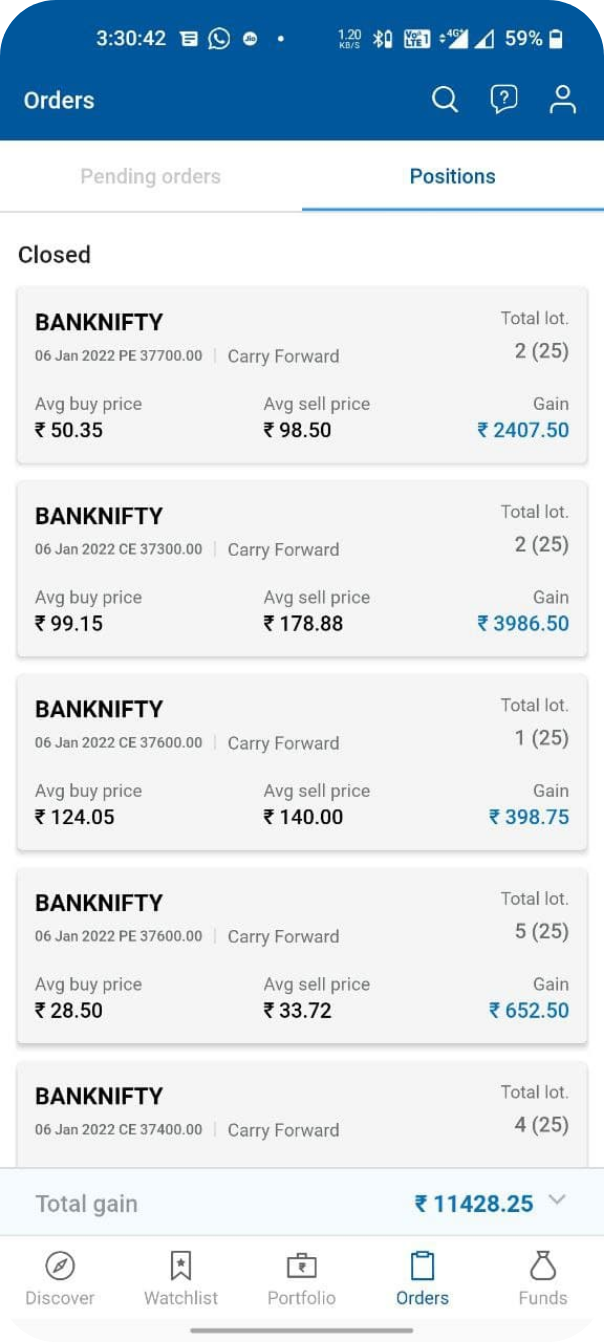 3:30:42 1.20 KB/S VoLTE1 4G+ 59%
Orders
Pending orders Positions
Closed
BANKNIFTY Total lot.
06 Jan 2022 PE 37700.00 Carry Forward 2 (25)
Avg buy price Avg sell price Gain
₹ 50.35 ₹ 98.50 ₹ 2407.50
BANKNIFTY Total lot.
06 Jan 2022 CE 37300.00 Carry Forward 2 (25)
Avg buy price Avg sell price Gain
₹ 99.15 ₹ 178.88 ₹ 3986.50
BANKNIFTY Total lot.
06 Jan 2022 CE 37600.00 Carry Forward 1 (25)
Avg buy price Avg sell price Gain
₹ 124.05 ₹ 140.00 ₹ 398.75
BANKNIFTY Total lot.
06 Jan 2022 PE 37600.00 Carry Forward 5 (25)
Avg buy price Avg sell price Gain
₹ 28.50 ₹ 33.72 ₹ 652.50
BANKNIFTY Total lot.
06 Jan 2022 CE 37400.00 Carry Forward 4 (25)
Total gain ₹ 11428.25
Discover Watchlist Portfolio Orders Funds